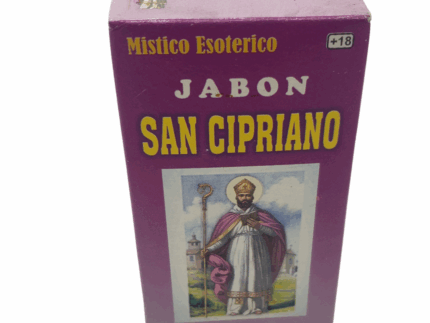 Mistico Esoterico
+18
JABON
SAN CIPRIANO